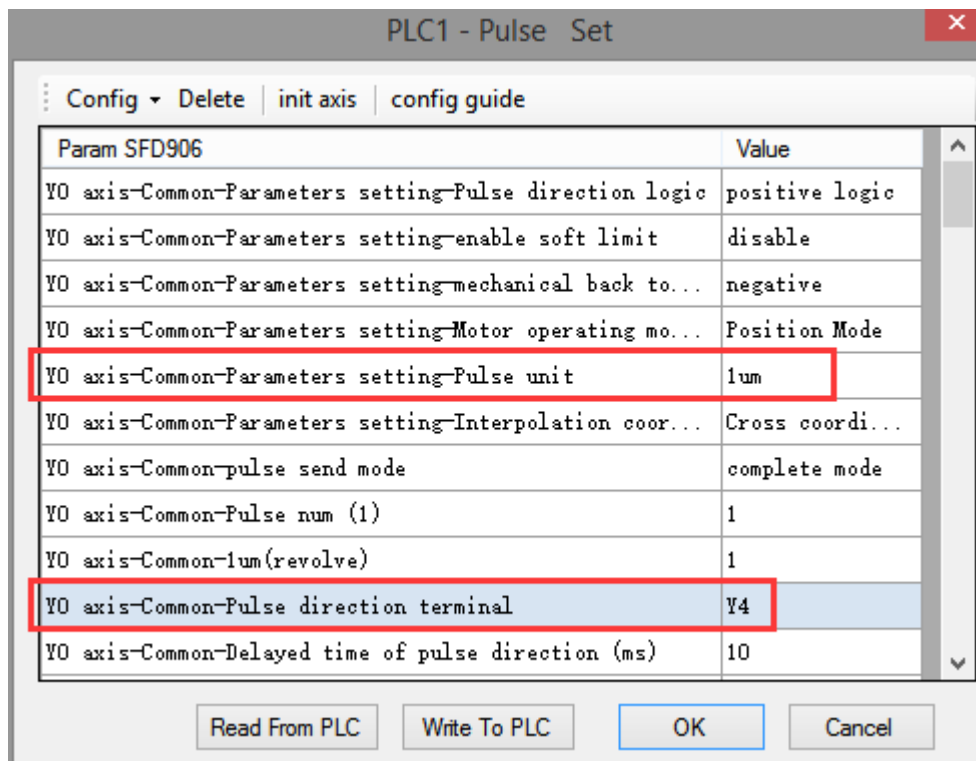 PLC1 - Pulse Set
Config Delete init axis config guide
Param SFD906 Value
Y0 axis-Common-Parameters setting-Pulse direction logic positive logic
Y0 axis-Common-Parameters setting-enable soft limit disable
Y0 axis-Common-Parameters setting-mechanical back to... negative
Y0 axis-Common-Parameters setting-Motor operating mo... Position Mode
Y0 axis-Common-Parameters setting-Pulse unit 1um
Y0 axis-Common-Parameters setting-Interpolation coor... Cross coordi...
Y0 axis-Common-pulse send mode complete mode
Y0 axis-Common-Pulse num (1) 1
Y0 axis-Common-1um(revolve) 1
Y0 axis-Common-Pulse direction terminal Y4
Y0 axis-Common-Delayed time of pulse direction (ms) 10
Read From PLC Write To PLC OK Cancel